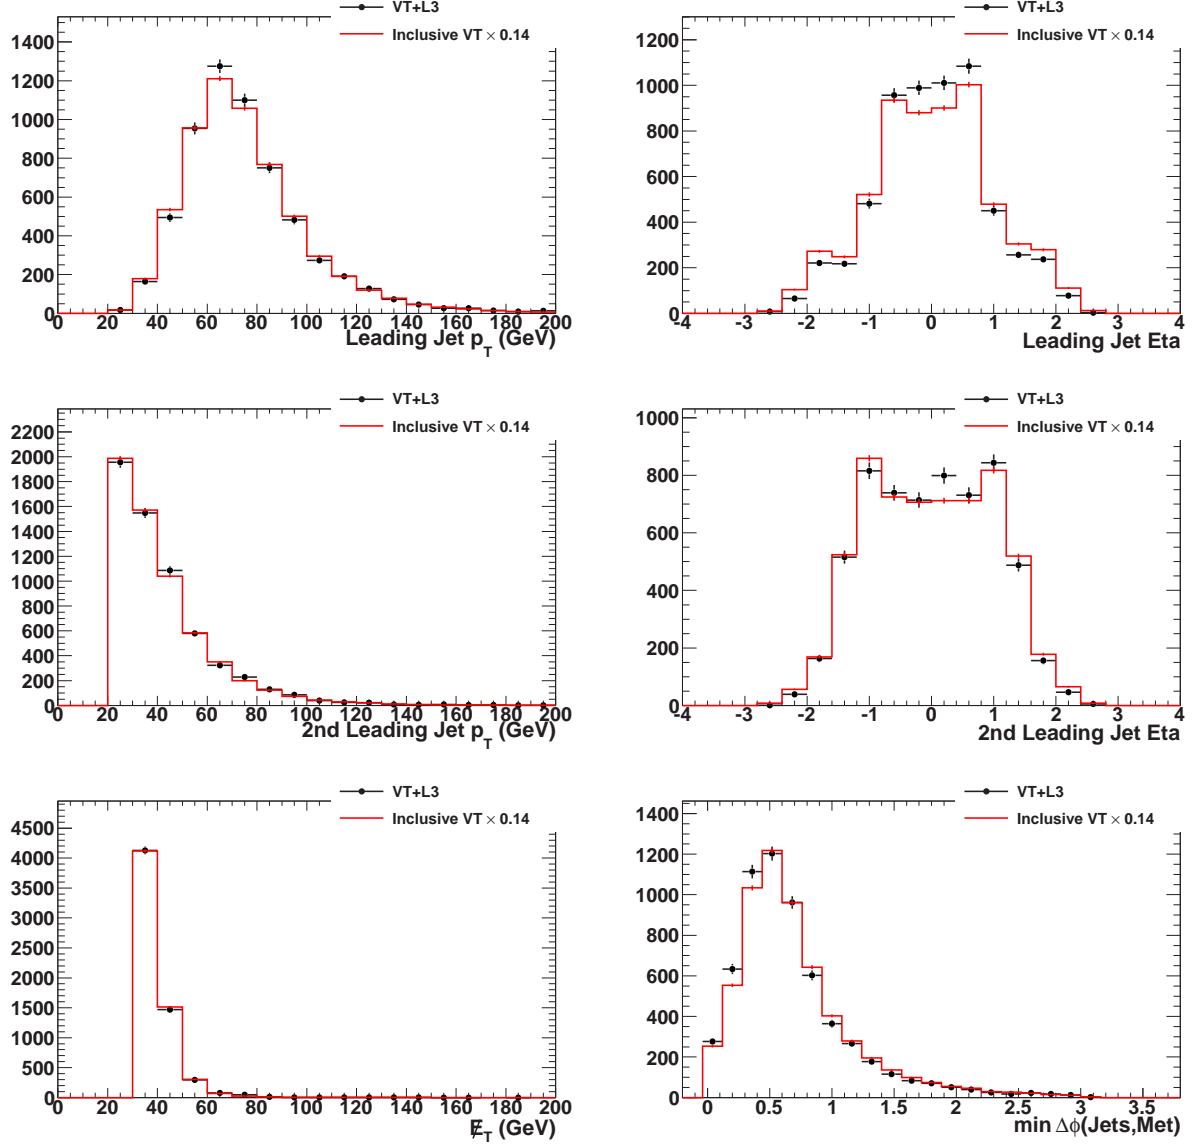 VT+L3
Inclusive VT × 0.14
1400
1200
1000
800
600
400
200
0
0 20 40 60 80 100 120 140 160 180 200
Leading Jet p_T (GeV)
VT+L3
Inclusive VT × 0.14
1200
1000
800
600
400
200
0
-4 -3 -2 -1 0 1 2 3 4
Leading Jet Eta
VT+L3
Inclusive VT × 0.14
2200
2000
1800
1600
1400
1200
1000
800
600
400
200
0
0 20 40 60 80 100 120 140 160 180 200
2nd Leading Jet p_T (GeV)
VT+L3
Inclusive VT × 0.14
1000
800
600
400
200
0
-4 -3 -2 -1 0 1 2 3 4
2nd Leading Jet Eta
VT+L3
Inclusive VT × 0.14
4500
4000
3500
3000
2500
2000
1500
1000
500
0
0 20 40 60 80 100 120 140 160 180 200
E̸_T (GeV)
VT+L3
Inclusive VT × 0.14
1400
1200
1000
800
600
400
200
0
0 0.5 1 1.5 2 2.5 3 3.5
min Δϕ(Jets,Met)